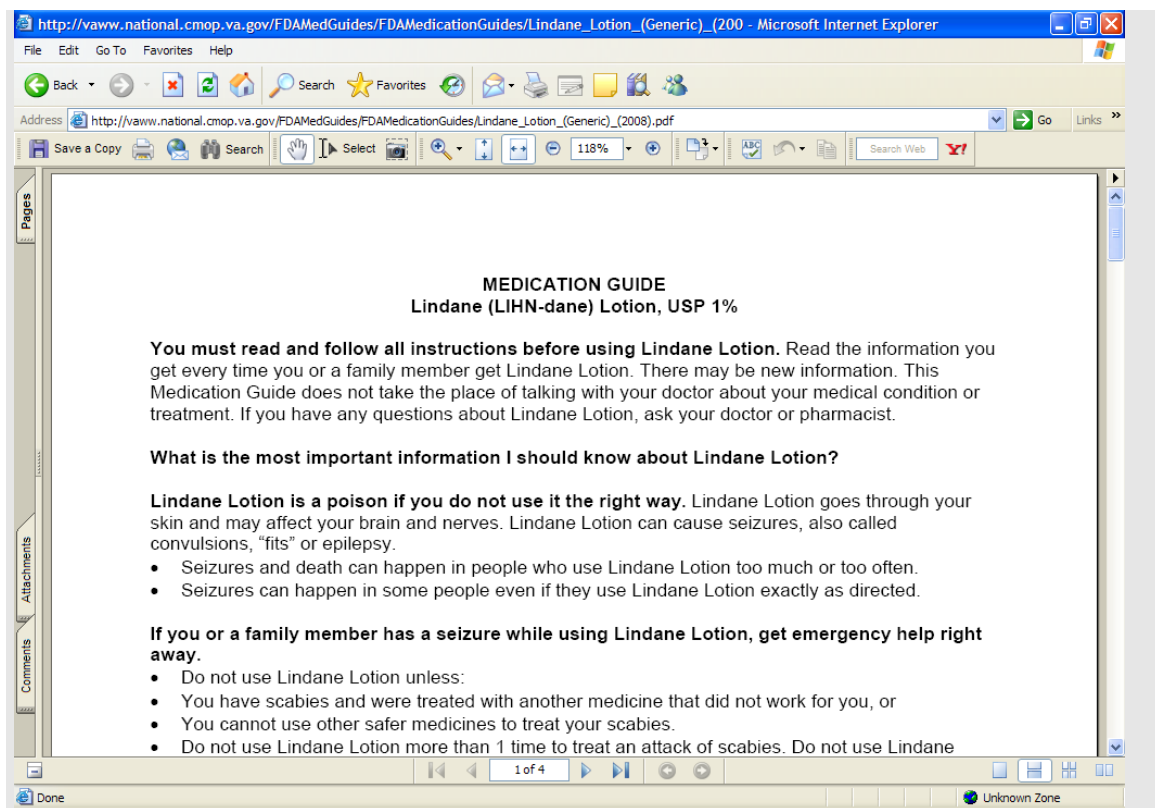 http://vaww.national.cmop.va.gov/FDAMedGuides/FDAMedicationGuides/Lindane_Lotion_(Generic)_(200 - Microsoft Internet Explorer
File Edit Go To Favorites Help
Back Search Favorites
Address http://vaww.national.cmop.va.gov/FDAMedGuides/FDAMedicationGuides/Lindane_Lotion_(Generic)_(2008).pdf Go Links »
Save a Copy Search Select 118% ABC Search Web Y!
Pages
MEDICATION GUIDE
Lindane (LIHN-dane) Lotion, USP 1%
You must read and follow all instructions before using Lindane Lotion. Read the information you
get every time you or a family member get Lindane Lotion. There may be new information. This
Medication Guide does not take the place of talking with your doctor about your medical condition or
treatment. If you have any questions about Lindane Lotion, ask your doctor or pharmacist.
What is the most important information I should know about Lindane Lotion?
Lindane Lotion is a poison if you do not use it the right way. Lindane Lotion goes through your
skin and may affect your brain and nerves. Lindane Lotion can cause seizures, also called
convulsions, “fits” or epilepsy.
• Seizures and death can happen in people who use Lindane Lotion too much or too often.
• Seizures can happen in some people even if they use Lindane Lotion exactly as directed.
Attachments
If you or a family member has a seizure while using Lindane Lotion, get emergency help right
away.
• Do not use Lindane Lotion unless:
• You have scabies and were treated with another medicine that did not work for you, or
• You cannot use other safer medicines to treat your scabies.
• Do not use Lindane Lotion more than 1 time to treat an attack of scabies. Do not use Lindane
Comments
1 of 4
Done Unknown Zone